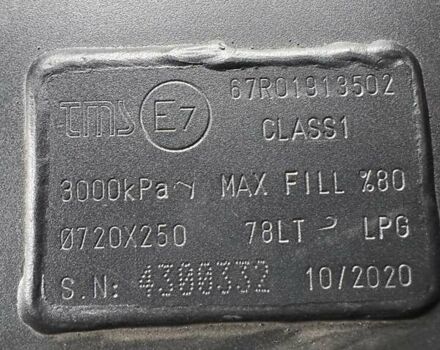 tms E7 67R01913502
CLASS1
3000kPa MAX FILL %80
Ø720X250 78LT LPG
S.N: 4300332 10/2020